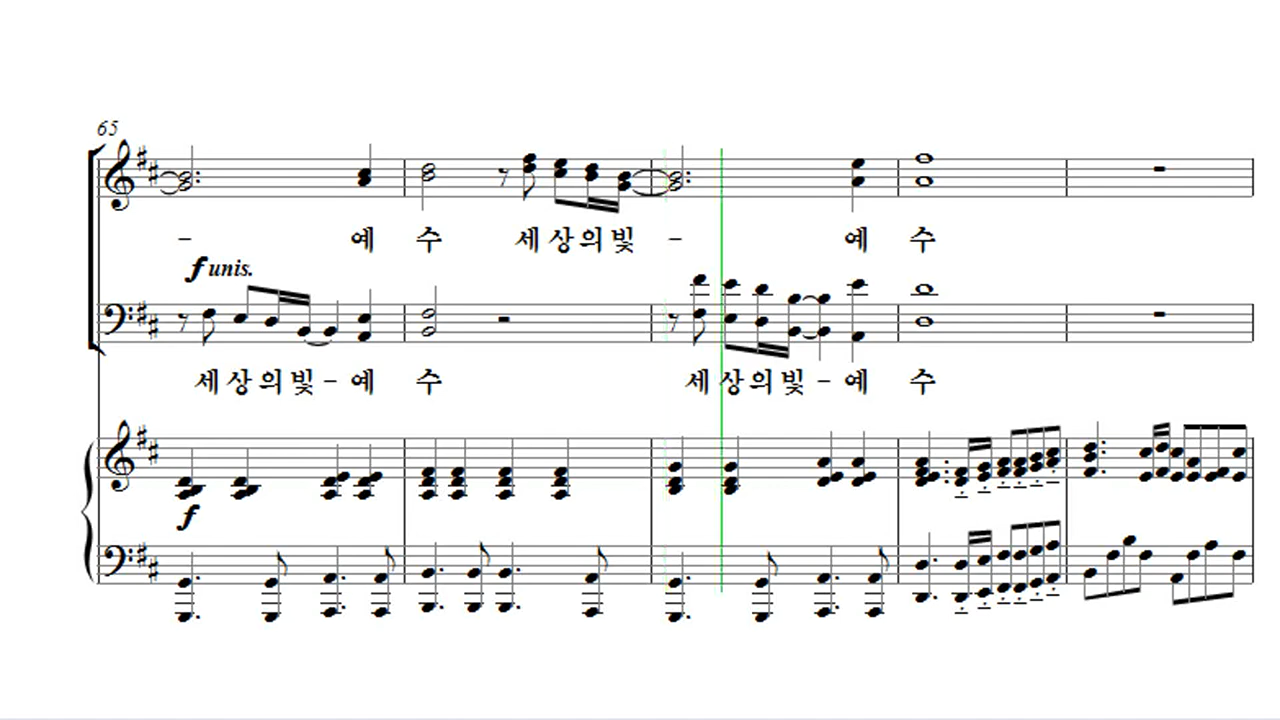 65
- 예 수 세 상 의 빛 - 예 수
f unis.
세 상 의 빛 - 예 수 세 상 의 빛 - 예 수
f